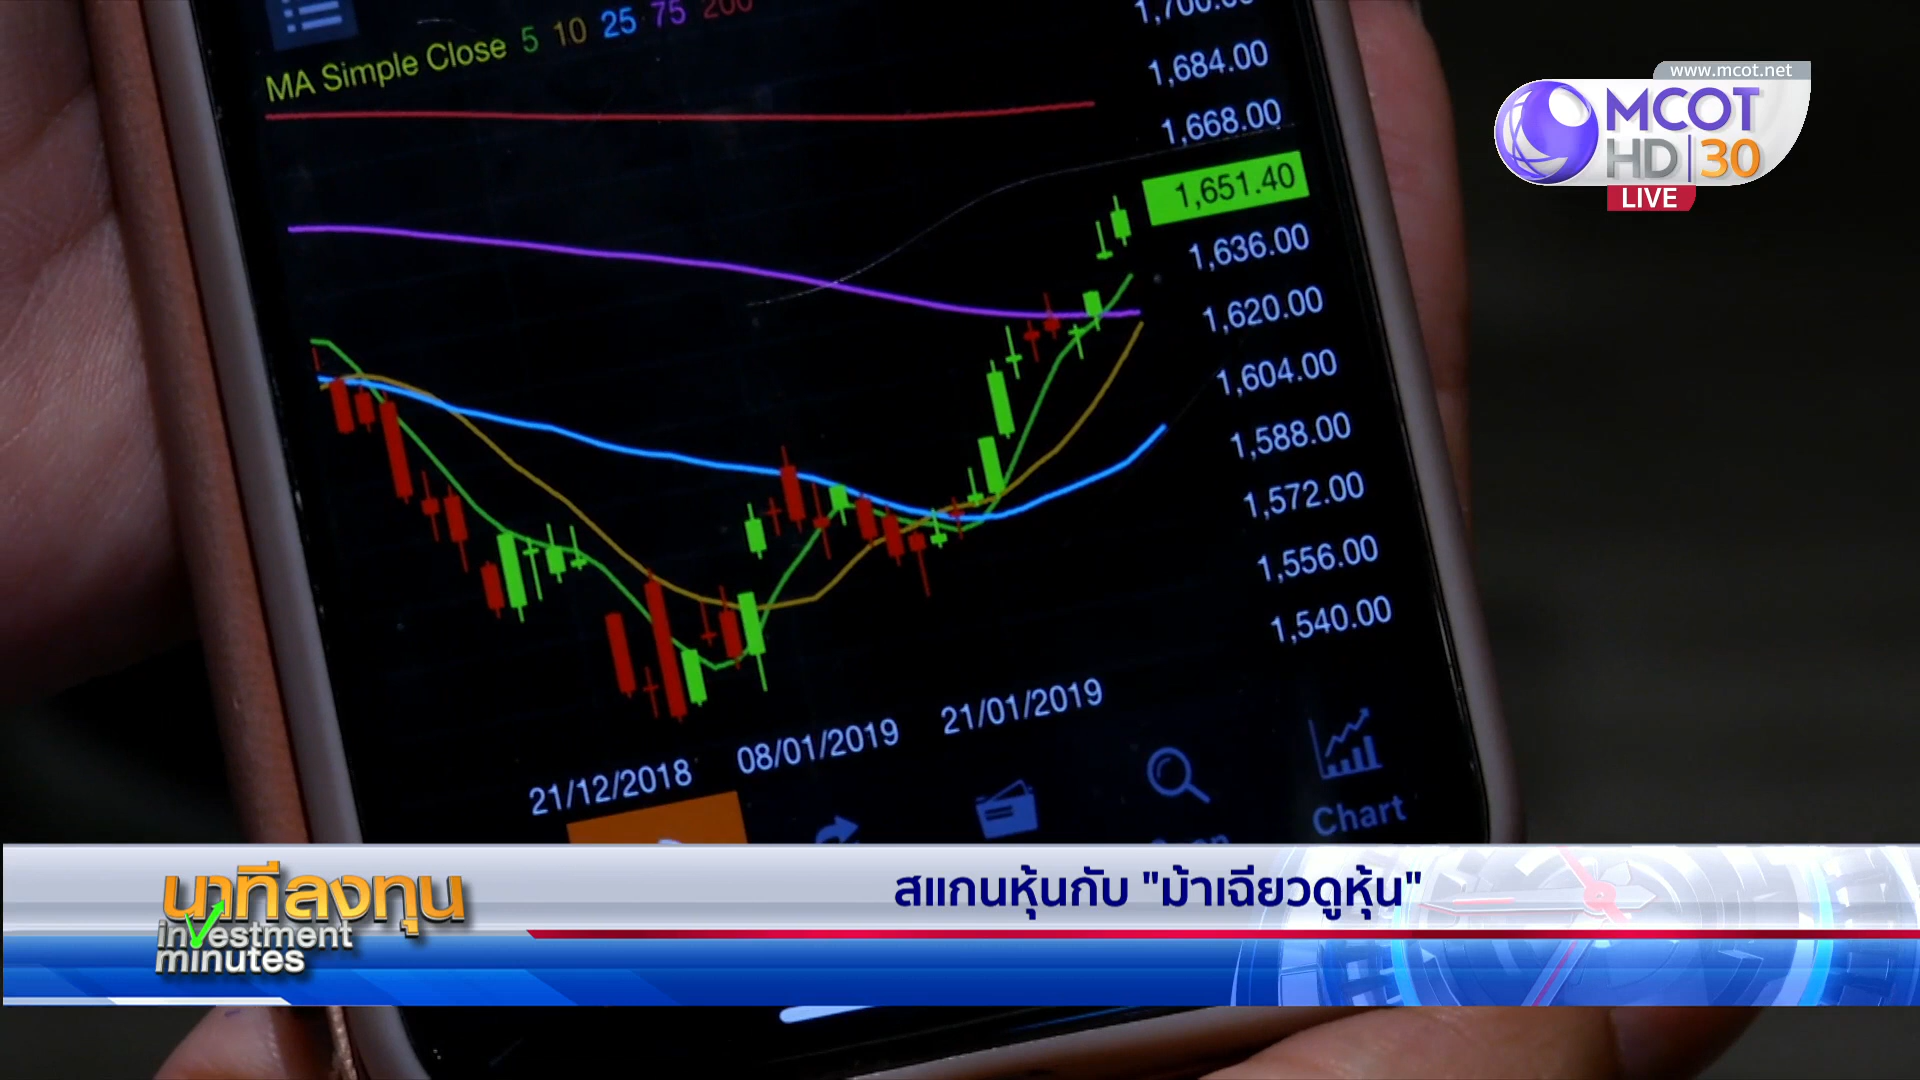 MA Simple Close 5 10 25 75 200
1,700.00
1,684.00
1,668.00
1,651.40
1,636.00
1,620.00
1,604.00
1,588.00
1,572.00
1,556.00
1,540.00
21/12/2018
08/01/2019
21/01/2019
Chart
www.mcot.net
MCOT
HD 30
LIVE
นาทีลงทุน
investment
minutes
สแกนหุ้นกับ "ม้าเฉียวดูหุ้น"